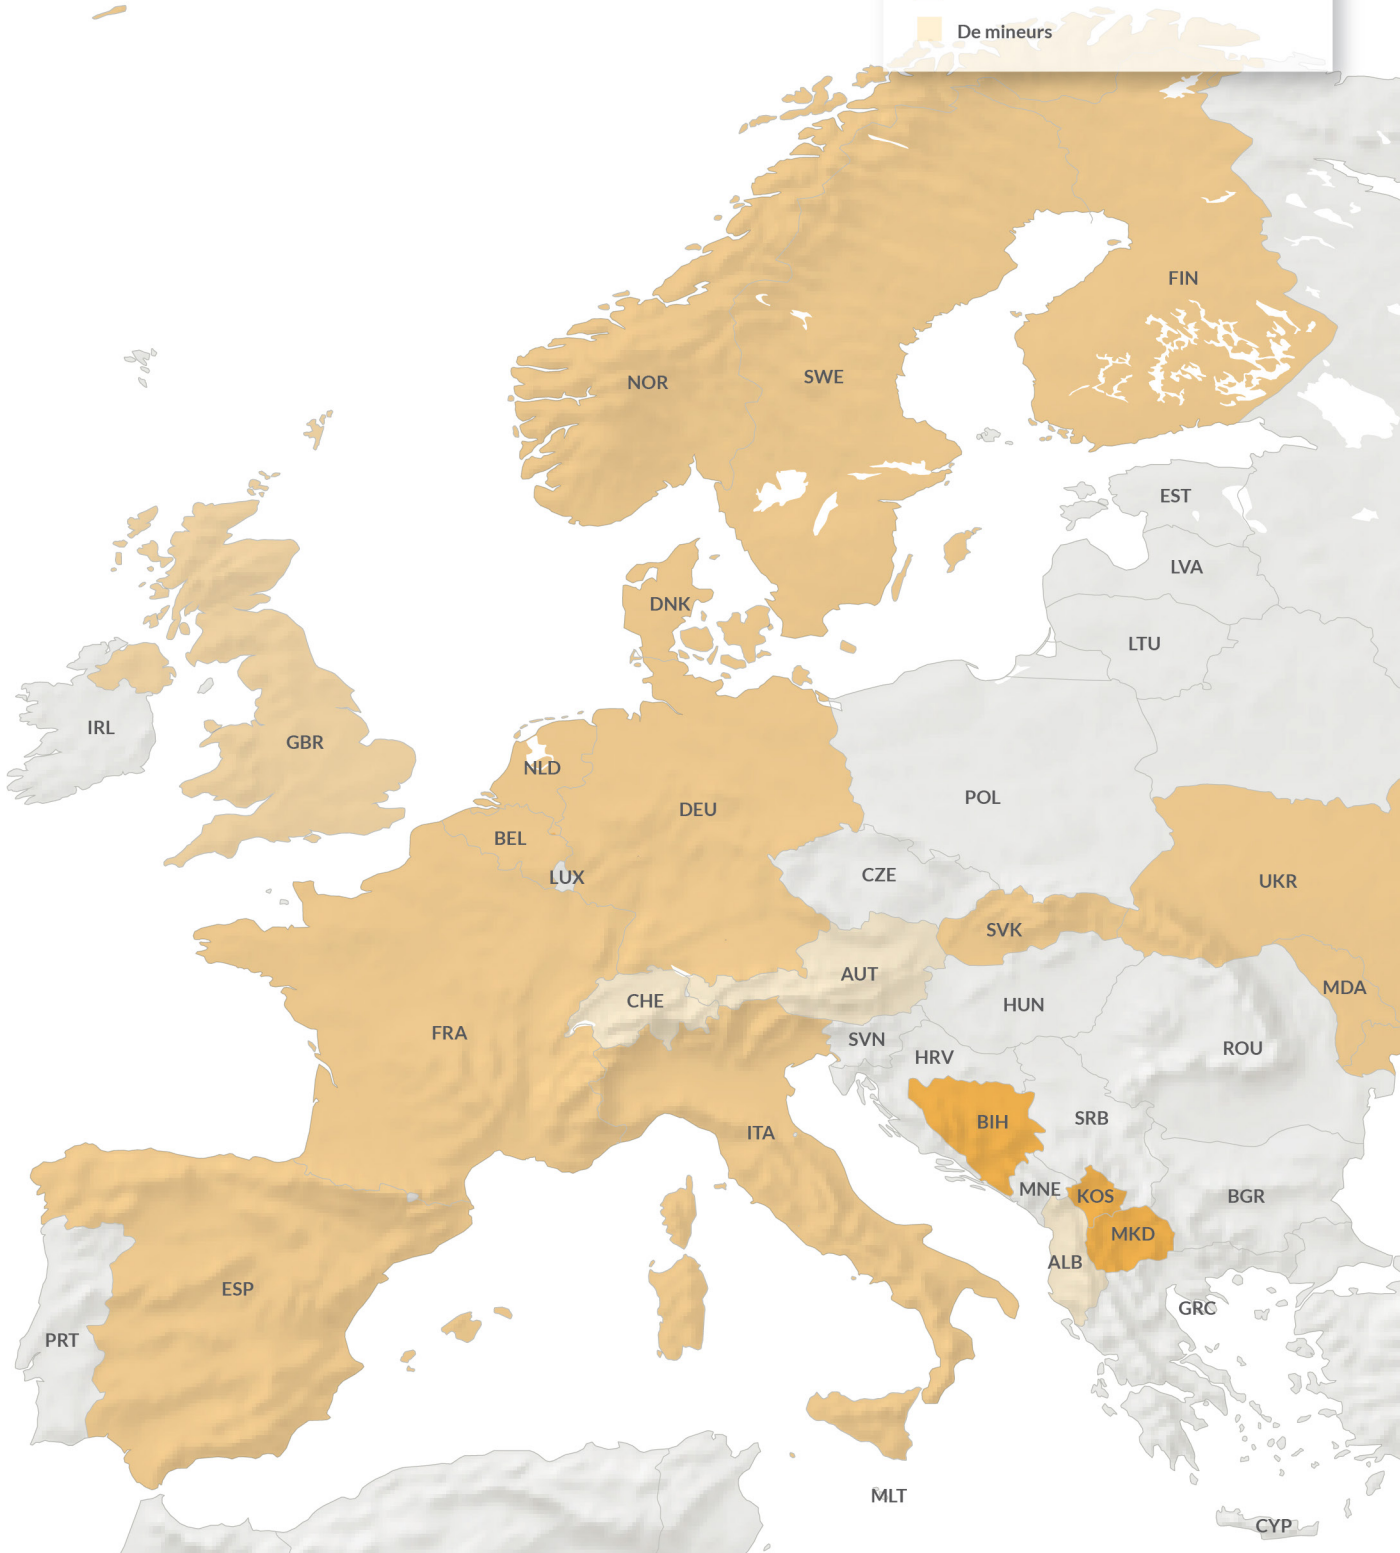 De mineurs
FIN
NOR
SWE
EST
LVA
DNK
LTU
IRL
GBR
NLD
DEU
POL
BEL
LUX
CZE
UKR
SVK
AUT
MDA
CHE
HUN
FRA
SVN
ROU
HRV
BIH
SRB
ITA
MNE
KOS
BGR
MKD
ALB
ESP
GRC
PRT
MLT
CYP